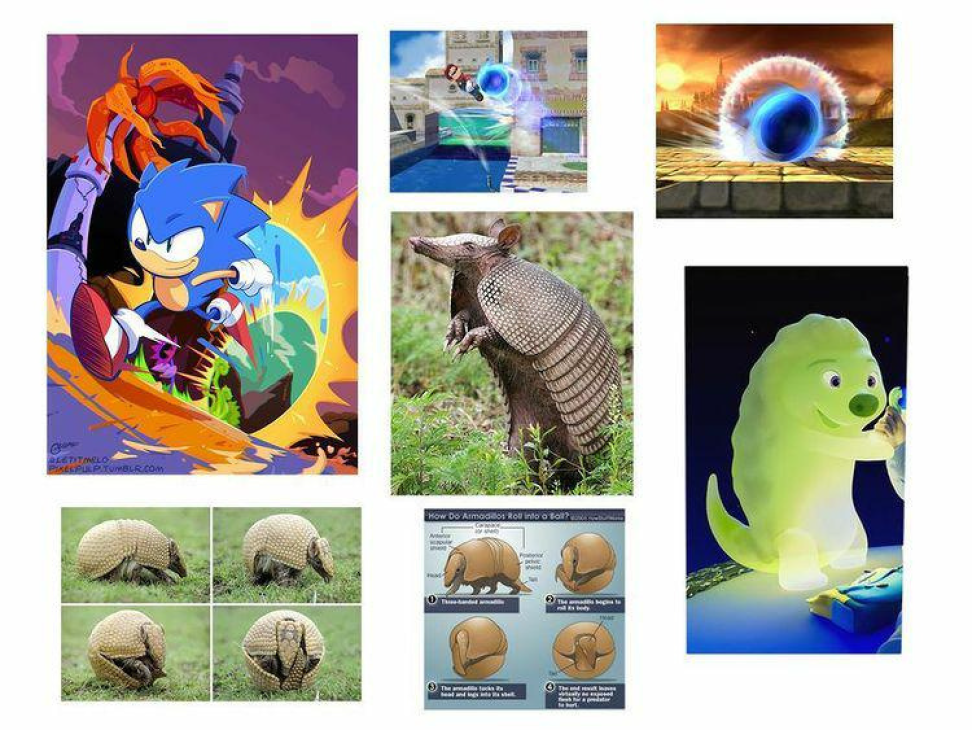 @LETITMELO
PIXELPULP.TUMBLR.COM
How Do Armadillos Roll into a Ball?
Carapace
(or shell)
Anterior
scapular
shield
Posterior
pelvic
shield
Head
Tail
1 Three-banded armadillo
2 The armadillo begins to
roll its body.
Head
Tail
3 The armadillo tucks its
head and legs into its shell.
4 The end result leaves
virtually no exposed
flesh for a predator
to hurt.